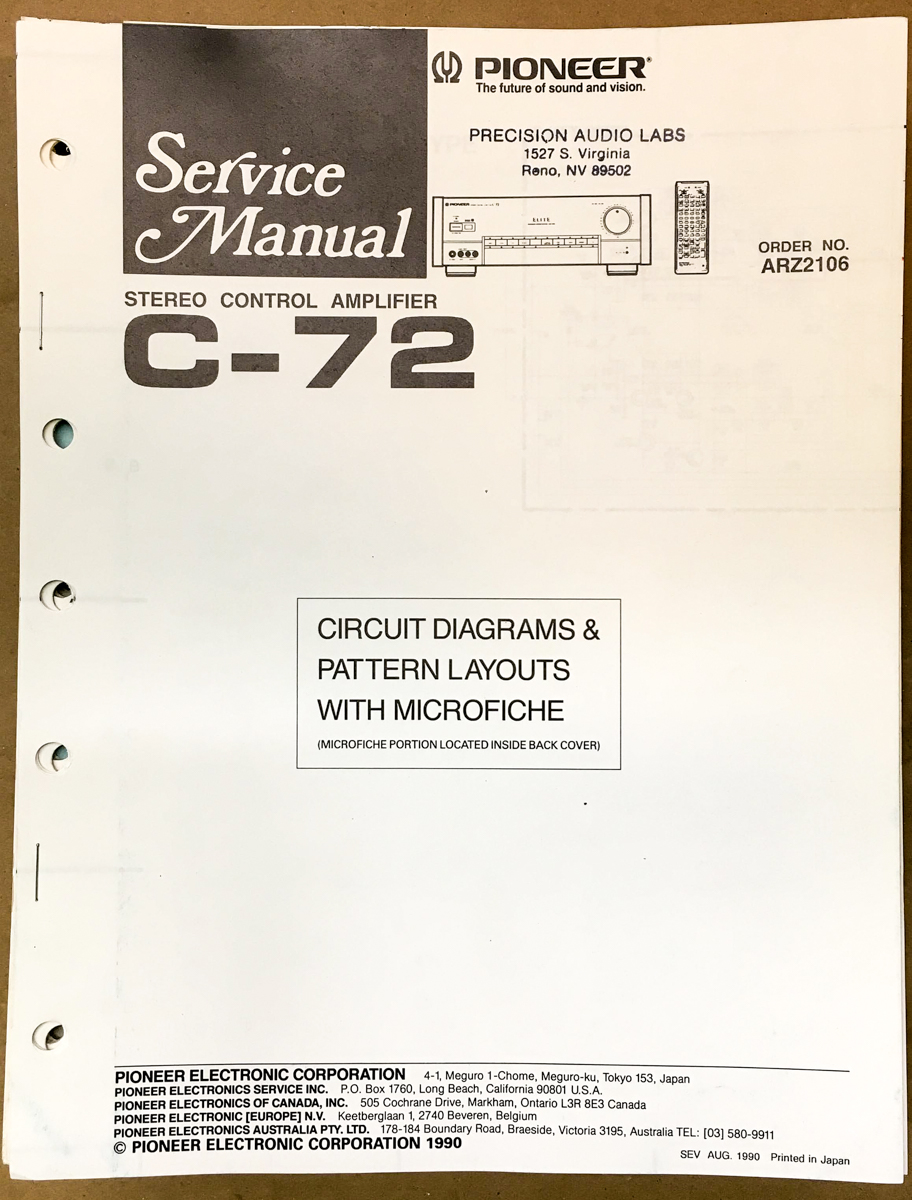 PIONEER®
The future of sound and vision.
Service
Manual
PRECISION AUDIO LABS
1527 S. Virginia
Reno, NV 89502
PIONEER
ELITE
ORDER NO.
ARZ2106
STEREO CONTROL AMPLIFIER
C-72
CIRCUIT DIAGRAMS &
PATTERN LAYOUTS
WITH MICROFICHE
(MICROFICHE PORTION LOCATED INSIDE BACK COVER)
PIONEER ELECTRONIC CORPORATION 4-1, Meguro 1-Chome, Meguro-ku, Tokyo 153, Japan
PIONEER ELECTRONICS SERVICE INC. P.O. Box 1760, Long Beach, California 90801 U.S.A.
PIONEER ELECTRONICS OF CANADA, INC. 505 Cochrane Drive, Markham, Ontario L3R 8E3 Canada
PIONEER ELECTRONIC [EUROPE] N.V. Keetberglaan 1, 2740 Beveren, Belgium
PIONEER ELECTRONICS AUSTRALIA PTY. LTD. 178-184 Boundary Road, Braeside, Victoria 3195, Australia TEL: [03] 580-9911
© PIONEER ELECTRONIC CORPORATION 1990
SEV AUG. 1990 Printed in Japan